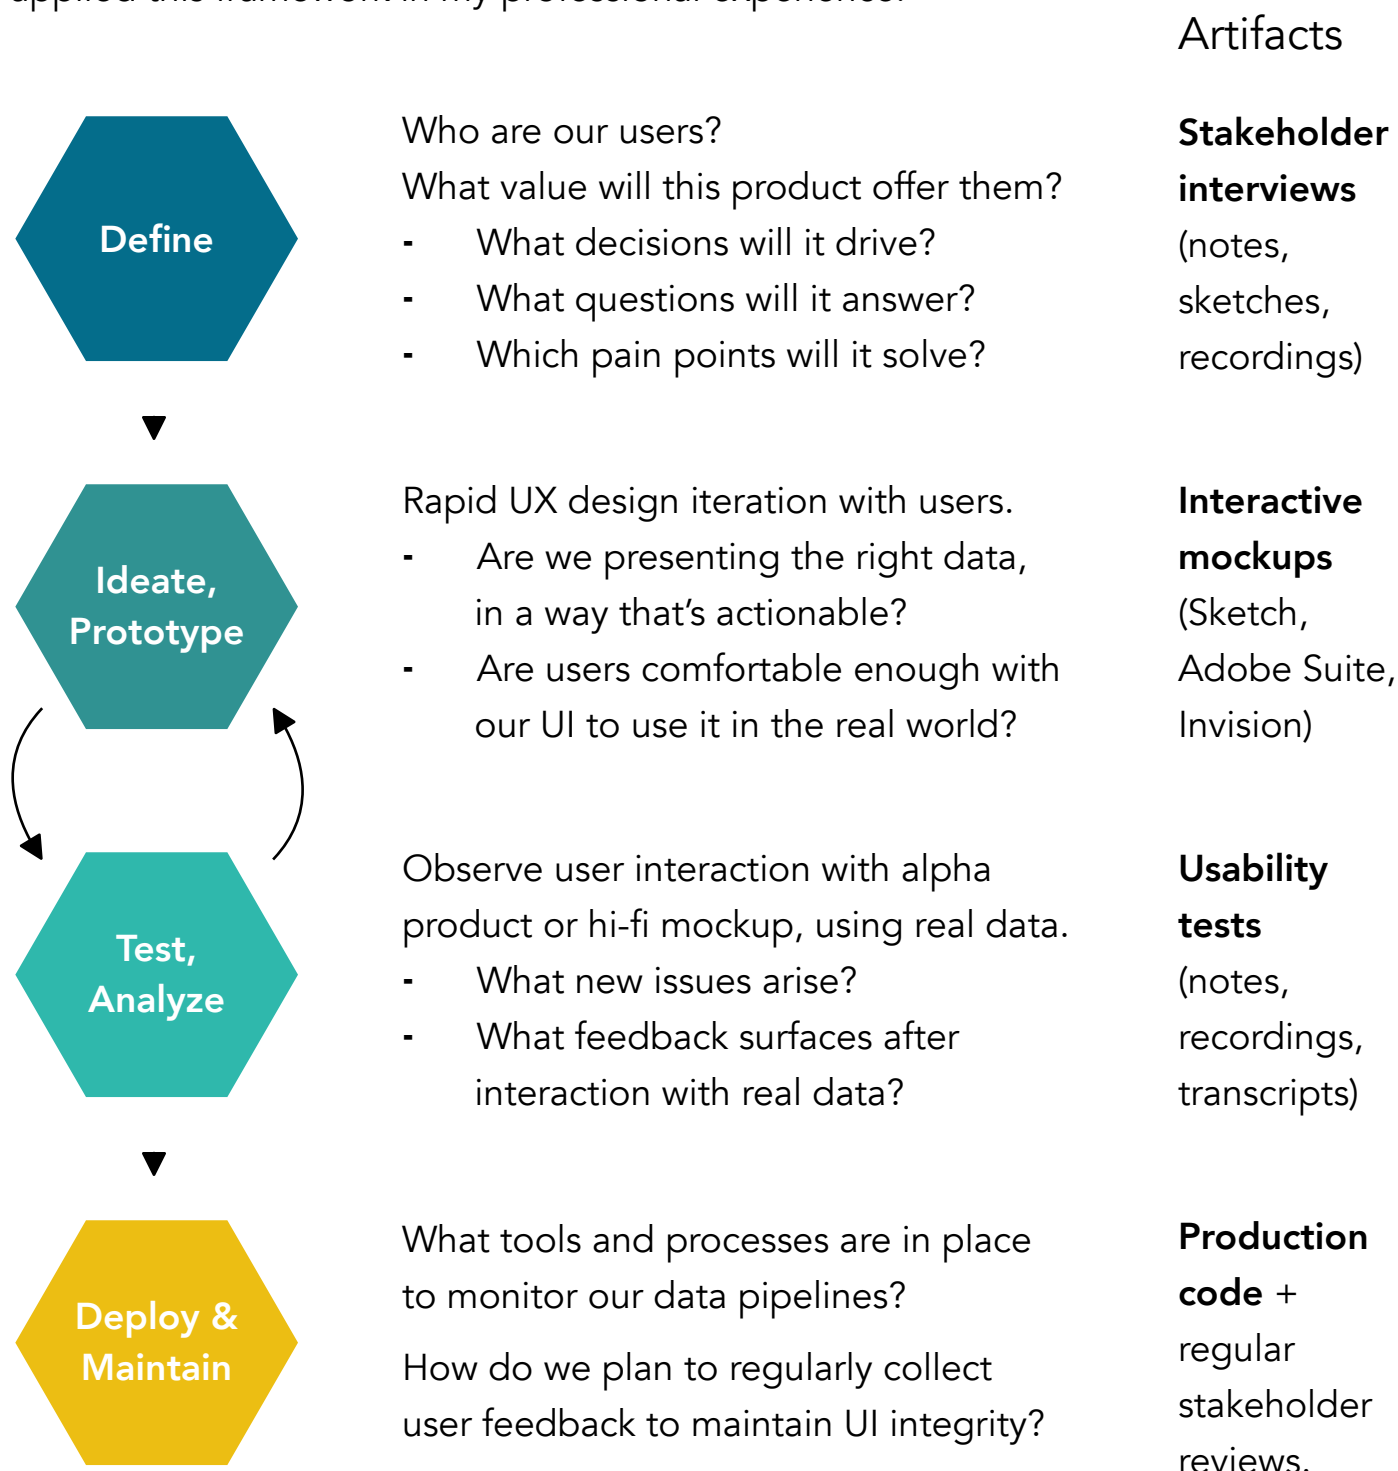 applied this framework in my professional experience.
Artifacts
Define
Who are our users?
What value will this product offer them?
- What decisions will it drive?
- What questions will it answer?
- Which pain points will it solve?
Stakeholder
interviews
(notes,
sketches,
recordings)
Ideate,
Prototype
Rapid UX design iteration with users.
- Are we presenting the right data,
in a way that’s actionable?
- Are users comfortable enough with
our UI to use it in the real world?
Interactive
mockups
(Sketch,
Adobe Suite,
Invision)
Test,
Analyze
Observe user interaction with alpha
product or hi-fi mockup, using real data.
- What new issues arise?
- What feedback surfaces after
interaction with real data?
Usability
tests
(notes,
recordings,
transcripts)
Deploy &
Maintain
What tools and processes are in place
to monitor our data pipelines?
How do we plan to regularly collect
user feedback to maintain UI integrity?
Production
code +
regular
stakeholder
reviews.